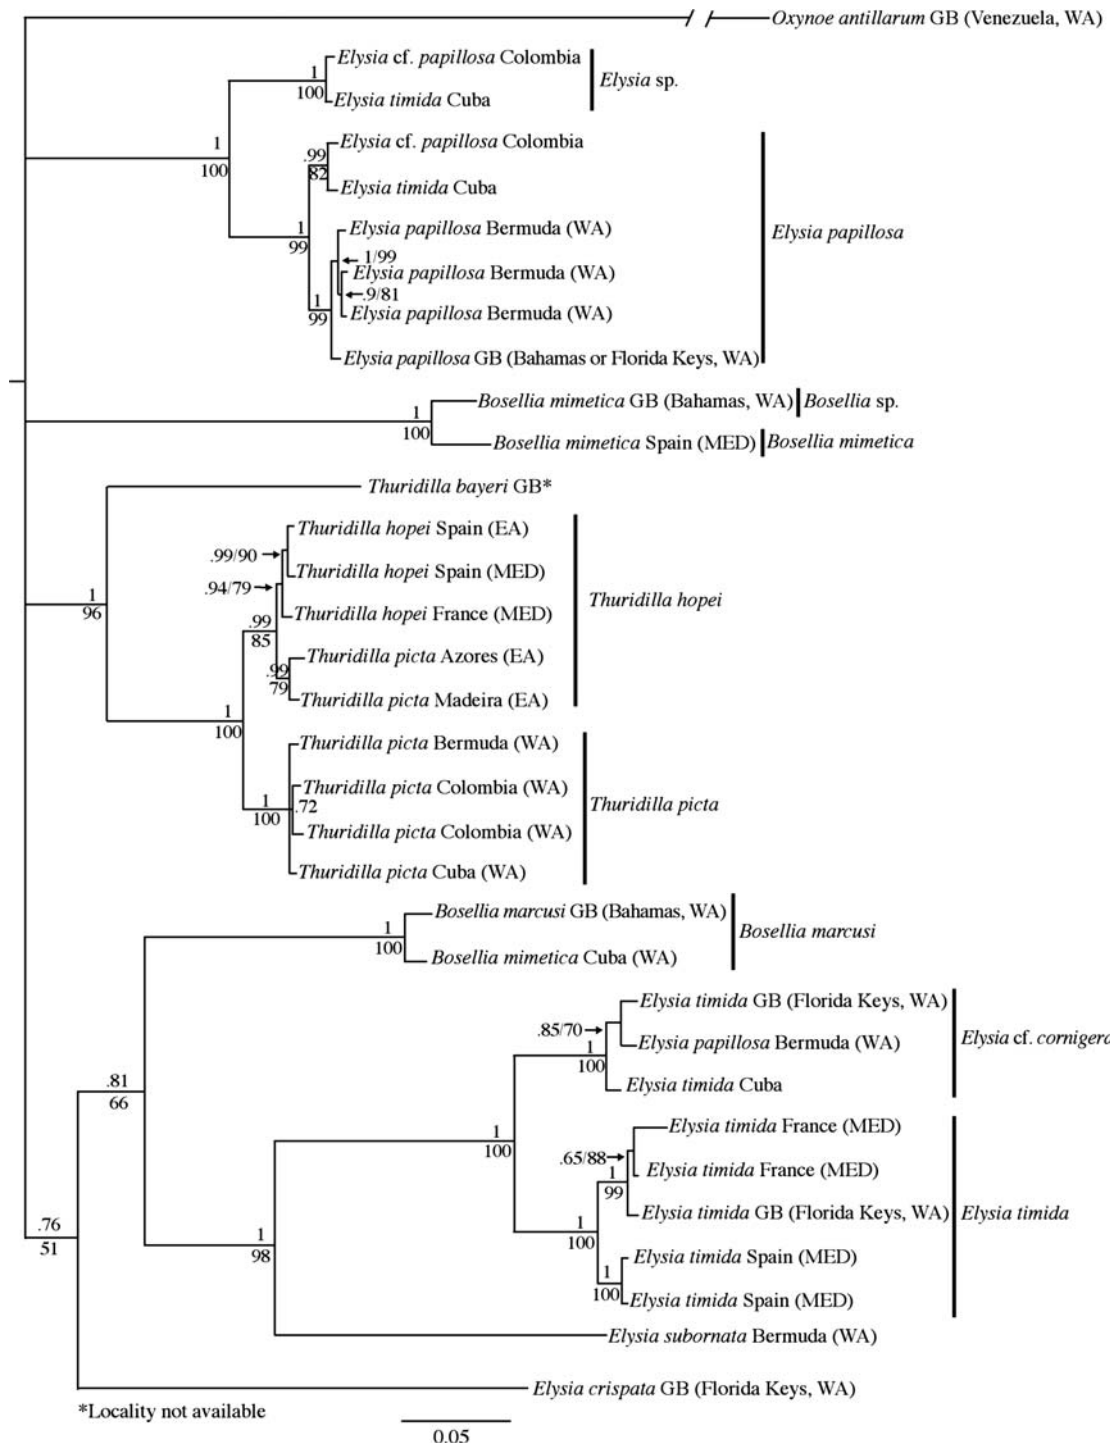 Oxynoe antillarum GB (Venezuela, WA)
Elysia cf. papillosa Colombia
1
100
Elysia sp.
Elysia timida Cuba
1
100
Elysia cf. papillosa Colombia
.99
82
Elysia timida Cuba
Elysia papillosa Bermuda (WA)
1
99
Elysia papillosa
1/99
Elysia papillosa Bermuda (WA)
.9/81
1
99
Elysia papillosa Bermuda (WA)
Elysia papillosa GB (Bahamas or Florida Keys, WA)
Bosellia mimetica GB (Bahamas, WA)
Bosellia sp.
1
100
Bosellia mimetica Spain (MED)
Bosellia mimetica
Thuridilla bayeri GB*
Thuridilla hopei Spain (EA)
.99/90
Thuridilla hopei Spain (MED)
.94/79
Thuridilla hopei
1
96
Thuridilla hopei France (MED)
.99
85
Thuridilla picta Azores (EA)
.99
79
Thuridilla picta Madeira (EA)
1
100
Thuridilla picta Bermuda (WA)
Thuridilla picta Colombia (WA)
1
100
.72
Thuridilla picta
Thuridilla picta Colombia (WA)
Thuridilla picta Cuba (WA)
Bosellia marcusi GB (Bahamas, WA)
1
100
Bosellia marcusi
Bosellia mimetica Cuba (WA)
Elysia timida GB (Florida Keys, WA)
.85/70
Elysia papillosa Bermuda (WA)
Elysia cf. cornigera
1
100
Elysia timida Cuba
.81
66
Elysia timida France (MED)
1
100
.65/88
Elysia timida France (MED)
1
99
Elysia timida GB (Florida Keys, WA)
Elysia timida
.76
51
1
98
1
100
Elysia timida Spain (MED)
1
100
Elysia timida Spain (MED)
Elysia subornata Bermuda (WA)
Elysia crispata GB (Florida Keys, WA)
*Locality not available
0.05